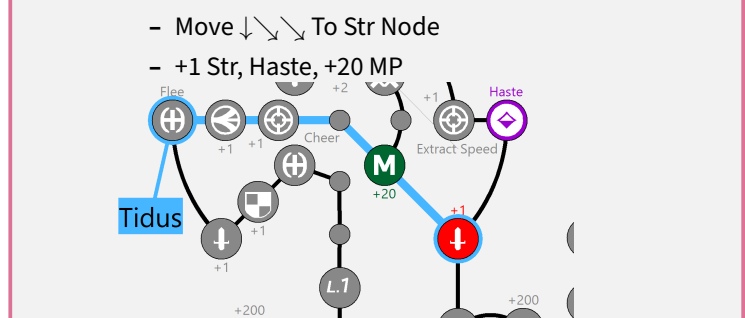 – Move ↓↘↘ To Str Node
– +1 Str, Haste, +20 MP
Flee
+2
+1
Haste
+1
+1
Cheer
Extract Speed
M
+20
Tidus
+1
+1
+1
L.1
+200
+200